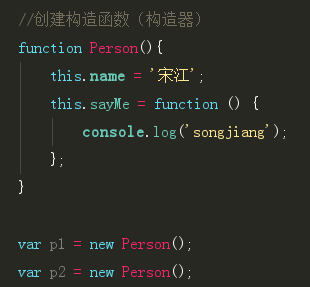 //创建构造函数（构造器）
function Person(){
    this.name = '宋江';
    this.sayMe = function () {
        console.log('songjiang');
    };
}
var p1 = new Person();
var p2 = new Person();